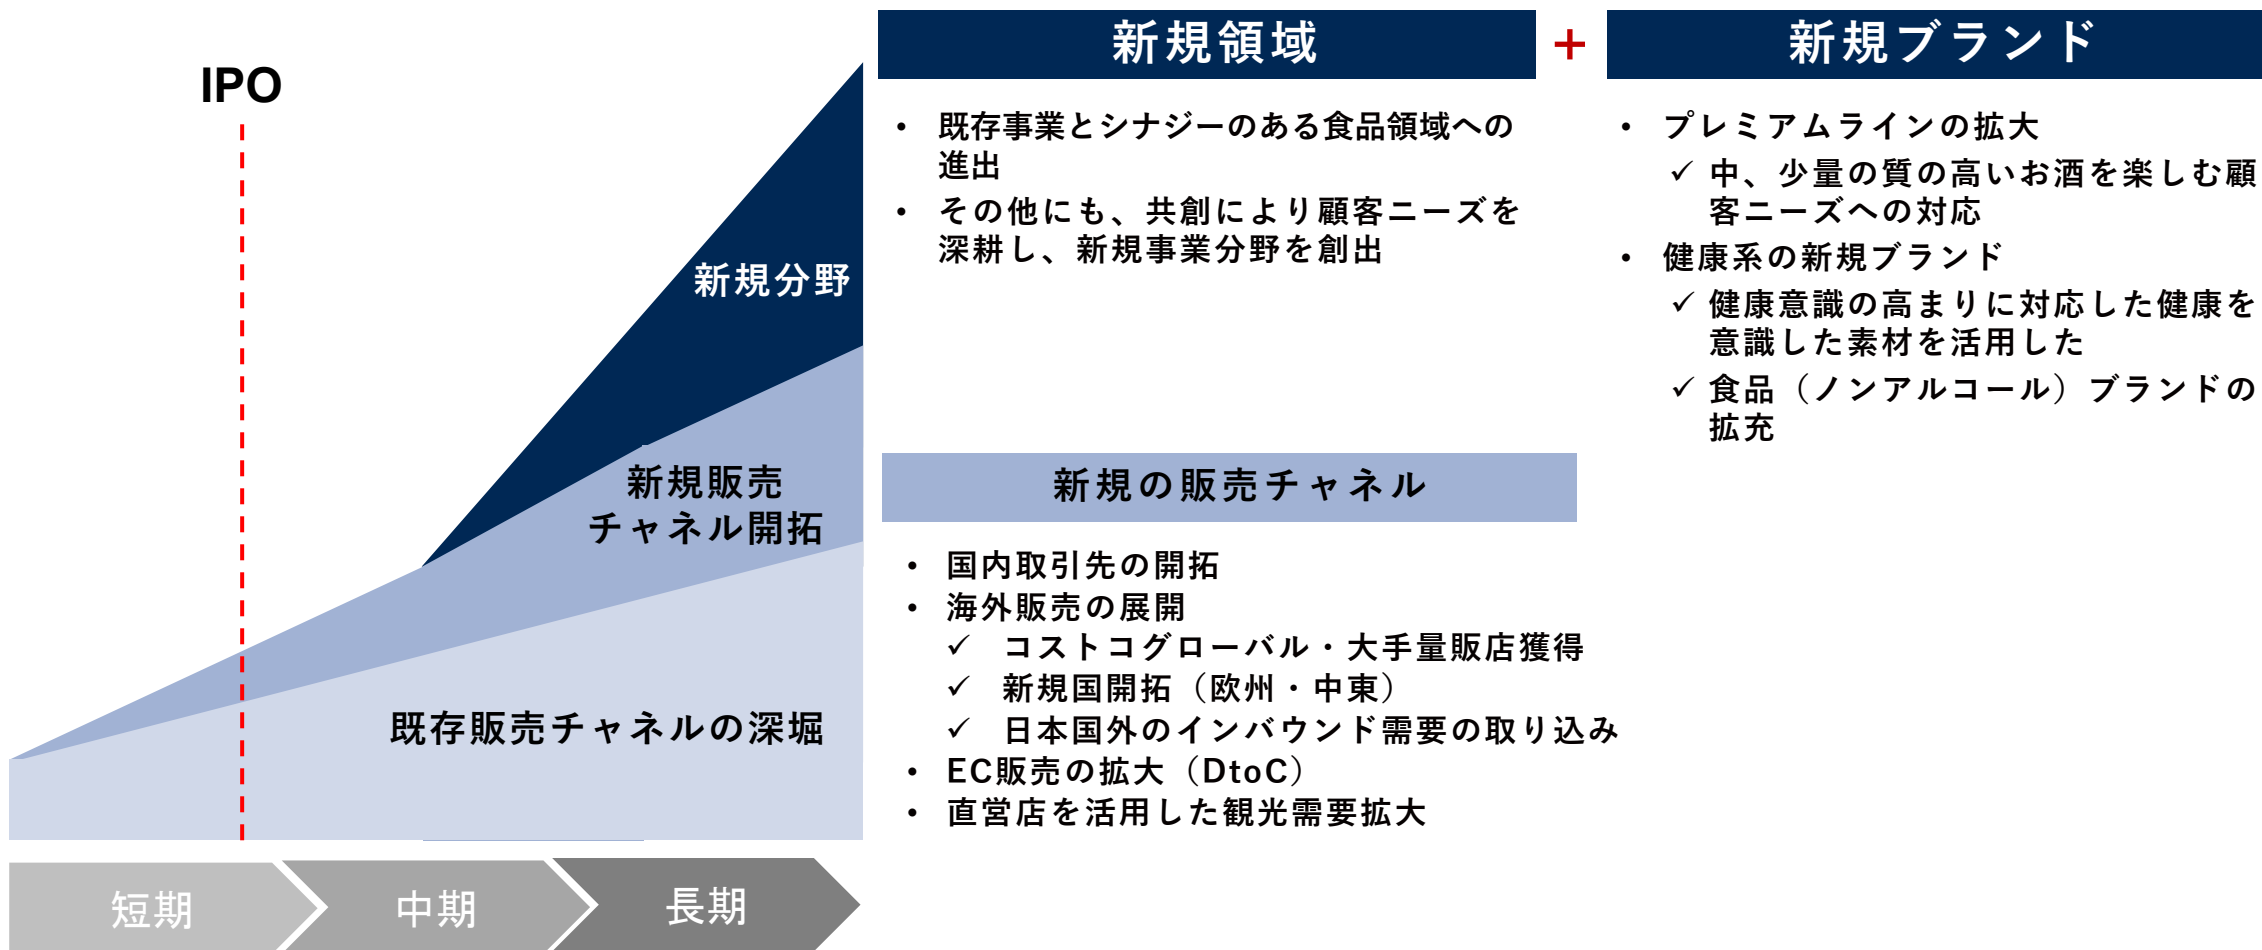 IPO
新規分野
新規販売
チャネル開拓
既存販売チャネルの深堀
短期
中期
長期
新規領域
+
新規ブランド
• 既存事業とシナジーのある食品領域への
進出
• その他にも、共創により顧客ニーズを
深耕し、新規事業分野を創出
• プレミアムラインの拡大
✓ 中、少量の質の高いお酒を楽しむ顧
客ニーズへの対応
• 健康系の新規ブランド
✓ 健康意識の高まりに対応した健康を
意識した素材を活用した
✓ 食品（ノンアルコール）ブランドの
拡充
新規の販売チャネル
• 国内取引先の開拓
• 海外販売の展開
✓ コストコグローバル・大手量販店獲得
✓ 新規国開拓（欧州・中東）
✓ 日本国外のインバウンド需要の取り込み
• EC販売の拡大（DtoC）
• 直営店を活用した観光需要拡大